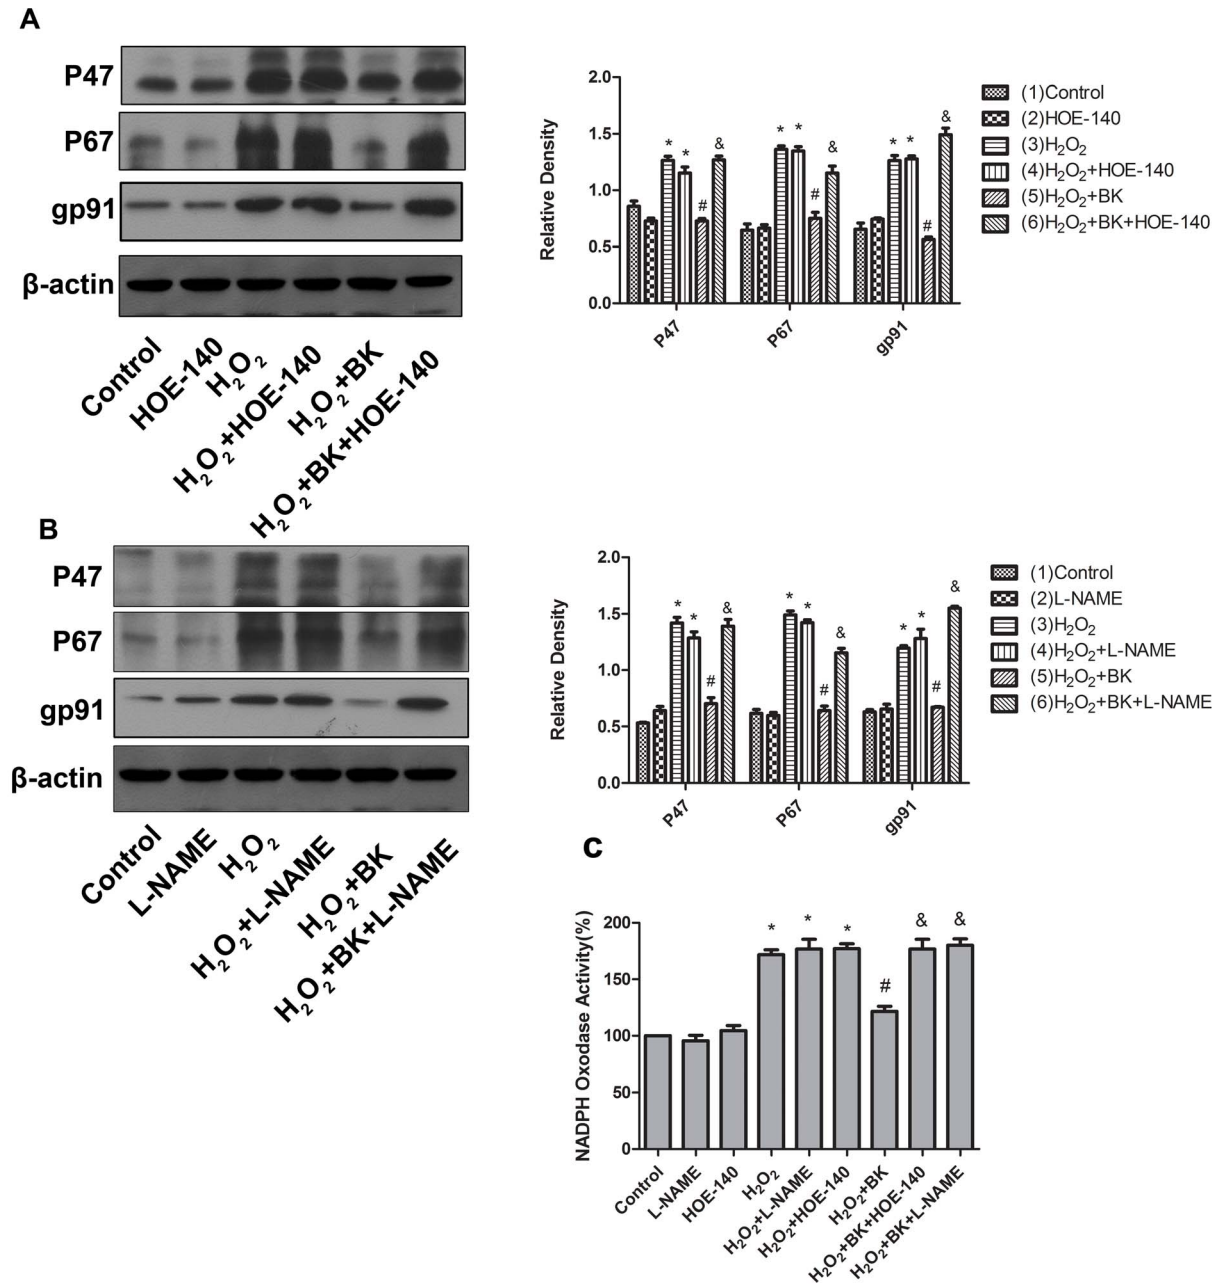 A
P47
P67
gp91
β-actin
Control
HOE-140
H₂O₂
H₂O₂+HOE-140
H₂O₂+BK
H₂O₂+BK+HOE-140
2.0
1.5
1.0
0.5
0.0
Relative Density
* * # &
* * # &
* * # &
P47
P67
gp91
(1)Control
(2)HOE-140
(3)H₂O₂
(4)H₂O₂+HOE-140
(5)H₂O₂+BK
(6)H₂O₂+BK+HOE-140
B
P47
P67
gp91
β-actin
Control
L-NAME
H₂O₂
H₂O₂+L-NAME
H₂O₂+BK
H₂O₂+BK+L-NAME
2.0
1.5
1.0
0.5
0.0
Relative Density
* * # &
* * # &
* * # &
P47
P67
gp91
(1)Control
(2)L-NAME
(3)H₂O₂
(4)H₂O₂+L-NAME
(5)H₂O₂+BK
(6)H₂O₂+BK+L-NAME
C
200
150
100
50
0
NADPH Oxodase Activity(%)
* * * # & &
Control
L-NAME
HOE-140
H₂O₂
H₂O₂+L-NAME
H₂O₂+HOE-140
H₂O₂+BK
H₂O₂+BK+HOE-140
H₂O₂+BK+L-NAME